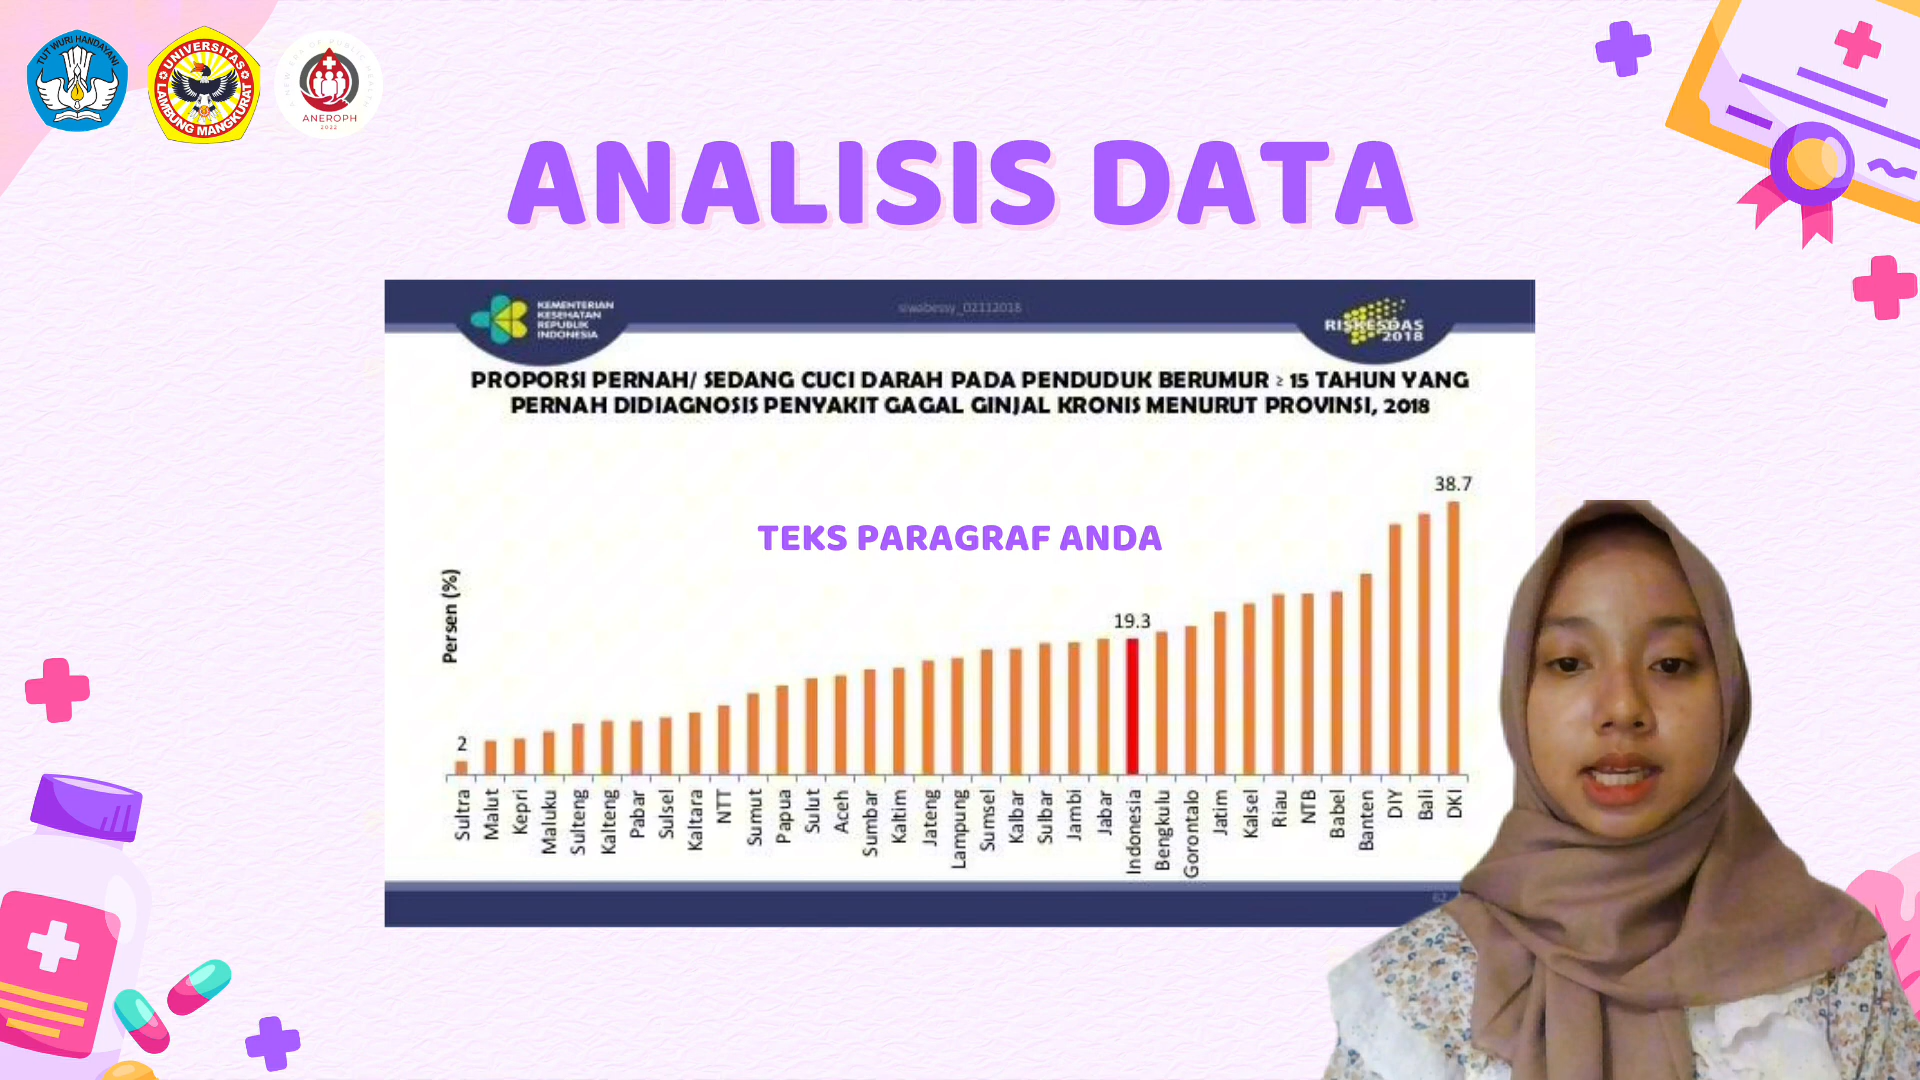 TUT WURI HANDAYANI
UNIVERSITAS
LAMBUNG MANGKURAT
ANEROPH
2022
ANALISIS DATA
KEMENTERIAN
KESEHATAN
REPUBLIK
INDONESIA
siwabessy_02112018
RISKESDAS
2018
PROPORSI PERNAH/ SEDANG CUCI DARAH PADA PENDUDUK BERUMUR ≥ 15 TAHUN YANG
PERNAH DIDIAGNOSIS PENYAKIT GAGAL GINJAL KRONIS MENURUT PROVINSI, 2018
38.7
TEKS PARAGRAF ANDA
Persen (%)
19.3
2
Sultra
Malut
Kepri
Maluku
Sulteng
Kalteng
Pabar
Sulsel
Kaltara
NTT
Sumut
Papua
Sulut
Aceh
Sumbar
Kaltim
Jateng
Lampung
Sumsel
Kalbar
Sulbar
Jambi
Jabar
Indonesia
Bengkulu
Gorontalo
Jatim
Kalsel
Riau
NTB
Babel
Banten
DIY
Bali
DKI
62